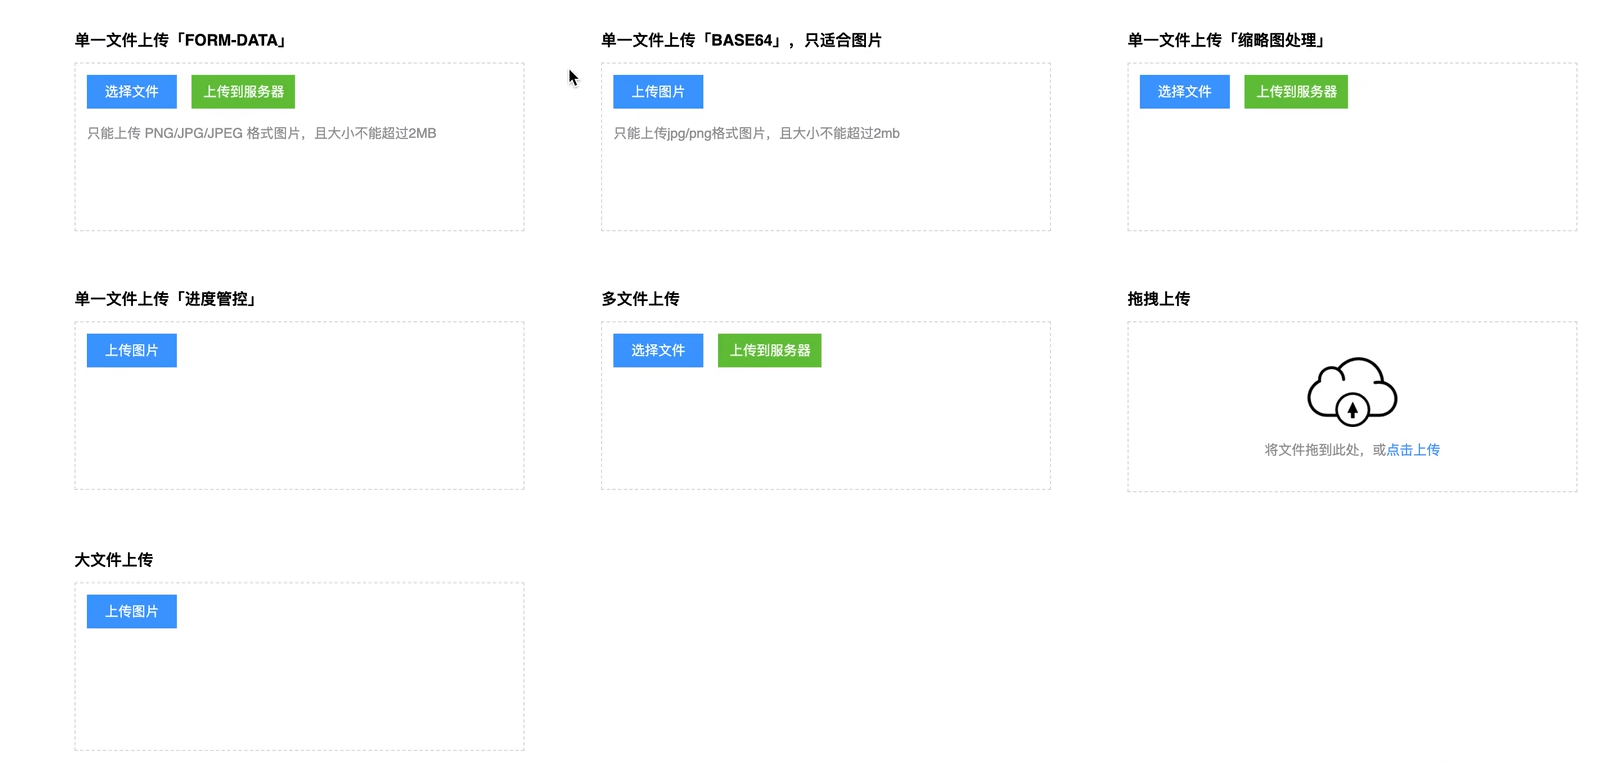 单一文件上传「FORM-DATA」
选择文件 上传到服务器
只能上传 PNG/JPG/JPEG 格式图片，且大小不能超过2MB
单一文件上传「BASE64」，只适合图片
上传图片
只能上传jpg/png格式图片，且大小不能超过2mb
单一文件上传「缩略图处理」
选择文件 上传到服务器
单一文件上传「进度管控」
上传图片
多文件上传
选择文件 上传到服务器
拖拽上传
将文件拖到此处，或点击上传
大文件上传
上传图片